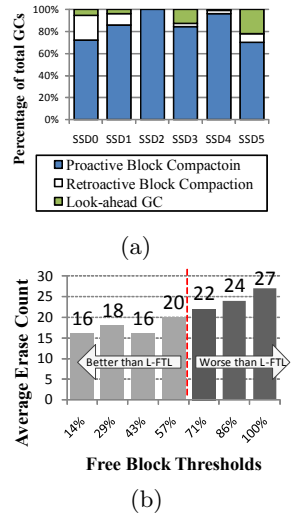 Percentage of total GCs
100%
80%
60%
40%
20%
0%
SSD0 SSD1 SSD2 SSD3 SSD4 SSD5
Proactive Block Compactoin
Retroactive Block Compaction
Look-ahead GC
(a)
Average Erase Count
30
25
20
15
10
5
0
16 18 16 20 22 24 27
Better than L-FTL Worse than L-FTL
14% 29% 43% 57% 71% 86% 100%
Free Block Thresholds
(b)